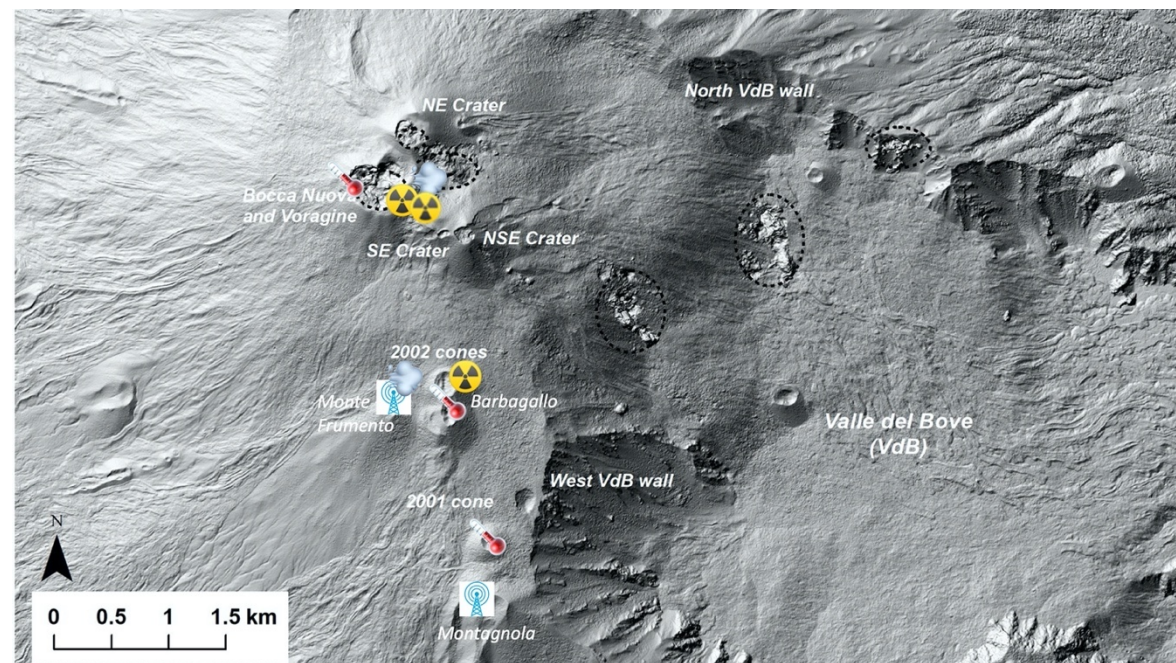 NE Crater
North VdB wall
Bocca Nuova
and Voragine
SE Crater
NSE Crater
2002 cones
Monte
Frumento
Barbagallo
Valle del Bove
(VdB)
West VdB wall
2001 cone
N
Montagnola
0 0.5 1 1.5 km